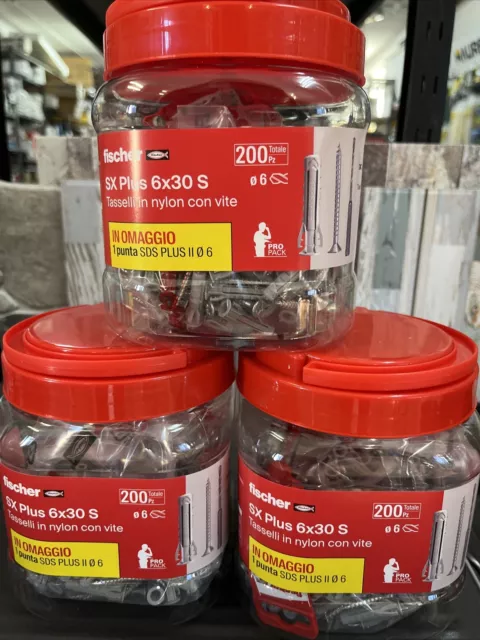 fischer
200 Totale Pz
SX Plus 6x30 S
ø 6
Tasselli in nylon con vite
IN OMAGGIO
1 punta SDS PLUS II Ø 6
PRO
PACK
fischer
200 Totale Pz
SX Plus 6x30 S
ø 6
Tasselli in nylon con vite
IN OMAGGIO
1 punta SDS PLUS II Ø 6
PRO
PACK
fischer
200 Totale Pz
SX Plus 6x30 S
ø 6
Tasselli in nylon con vite
IN OMAGGIO
1 punta SDS PLUS II Ø 6
PRO
PACK